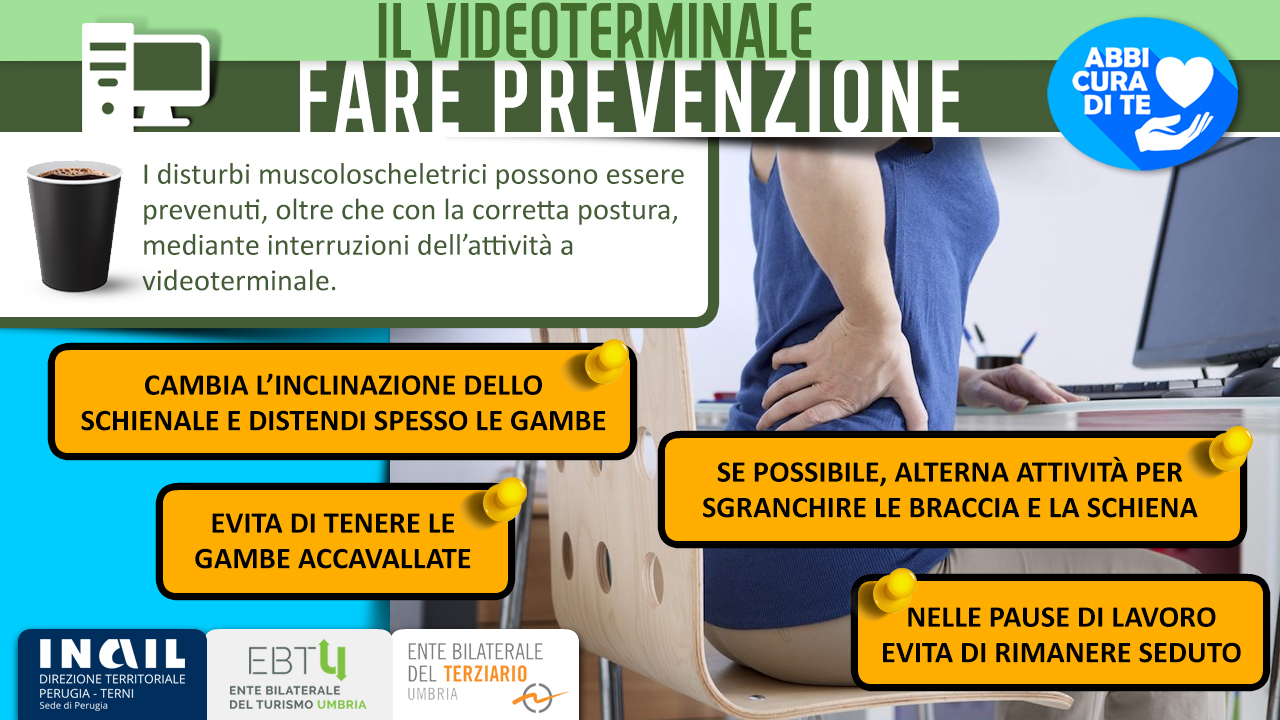 IL VIDEOTERMINALE
FARE PREVENZIONE
ABBI
CURA
DI TE
I disturbi muscoloscheletrici possono essere
prevenuti, oltre che con la corretta postura,
mediante interruzioni dell’attività a
videoterminale.
CAMBIA L’INCLINAZIONE DELLO
SCHIENALE E DISTENDI SPESSO LE GAMBE
SE POSSIBILE, ALTERNA ATTIVITÀ PER
SGRANCHIRE LE BRACCIA E LA SCHIENA
EVITA DI TENERE LE
GAMBE ACCAVALLATE
NELLE PAUSE DI LAVORO
EVITA DI RIMANERE SEDUTO
INAIL
DIREZIONE TERRITORIALE
PERUGIA - TERNI
Sede di Perugia
EBTU
ENTE BILATERALE
DEL TURISMO UMBRIA
ENTE BILATERALE
DEL TERZIARIO
UMBRIA